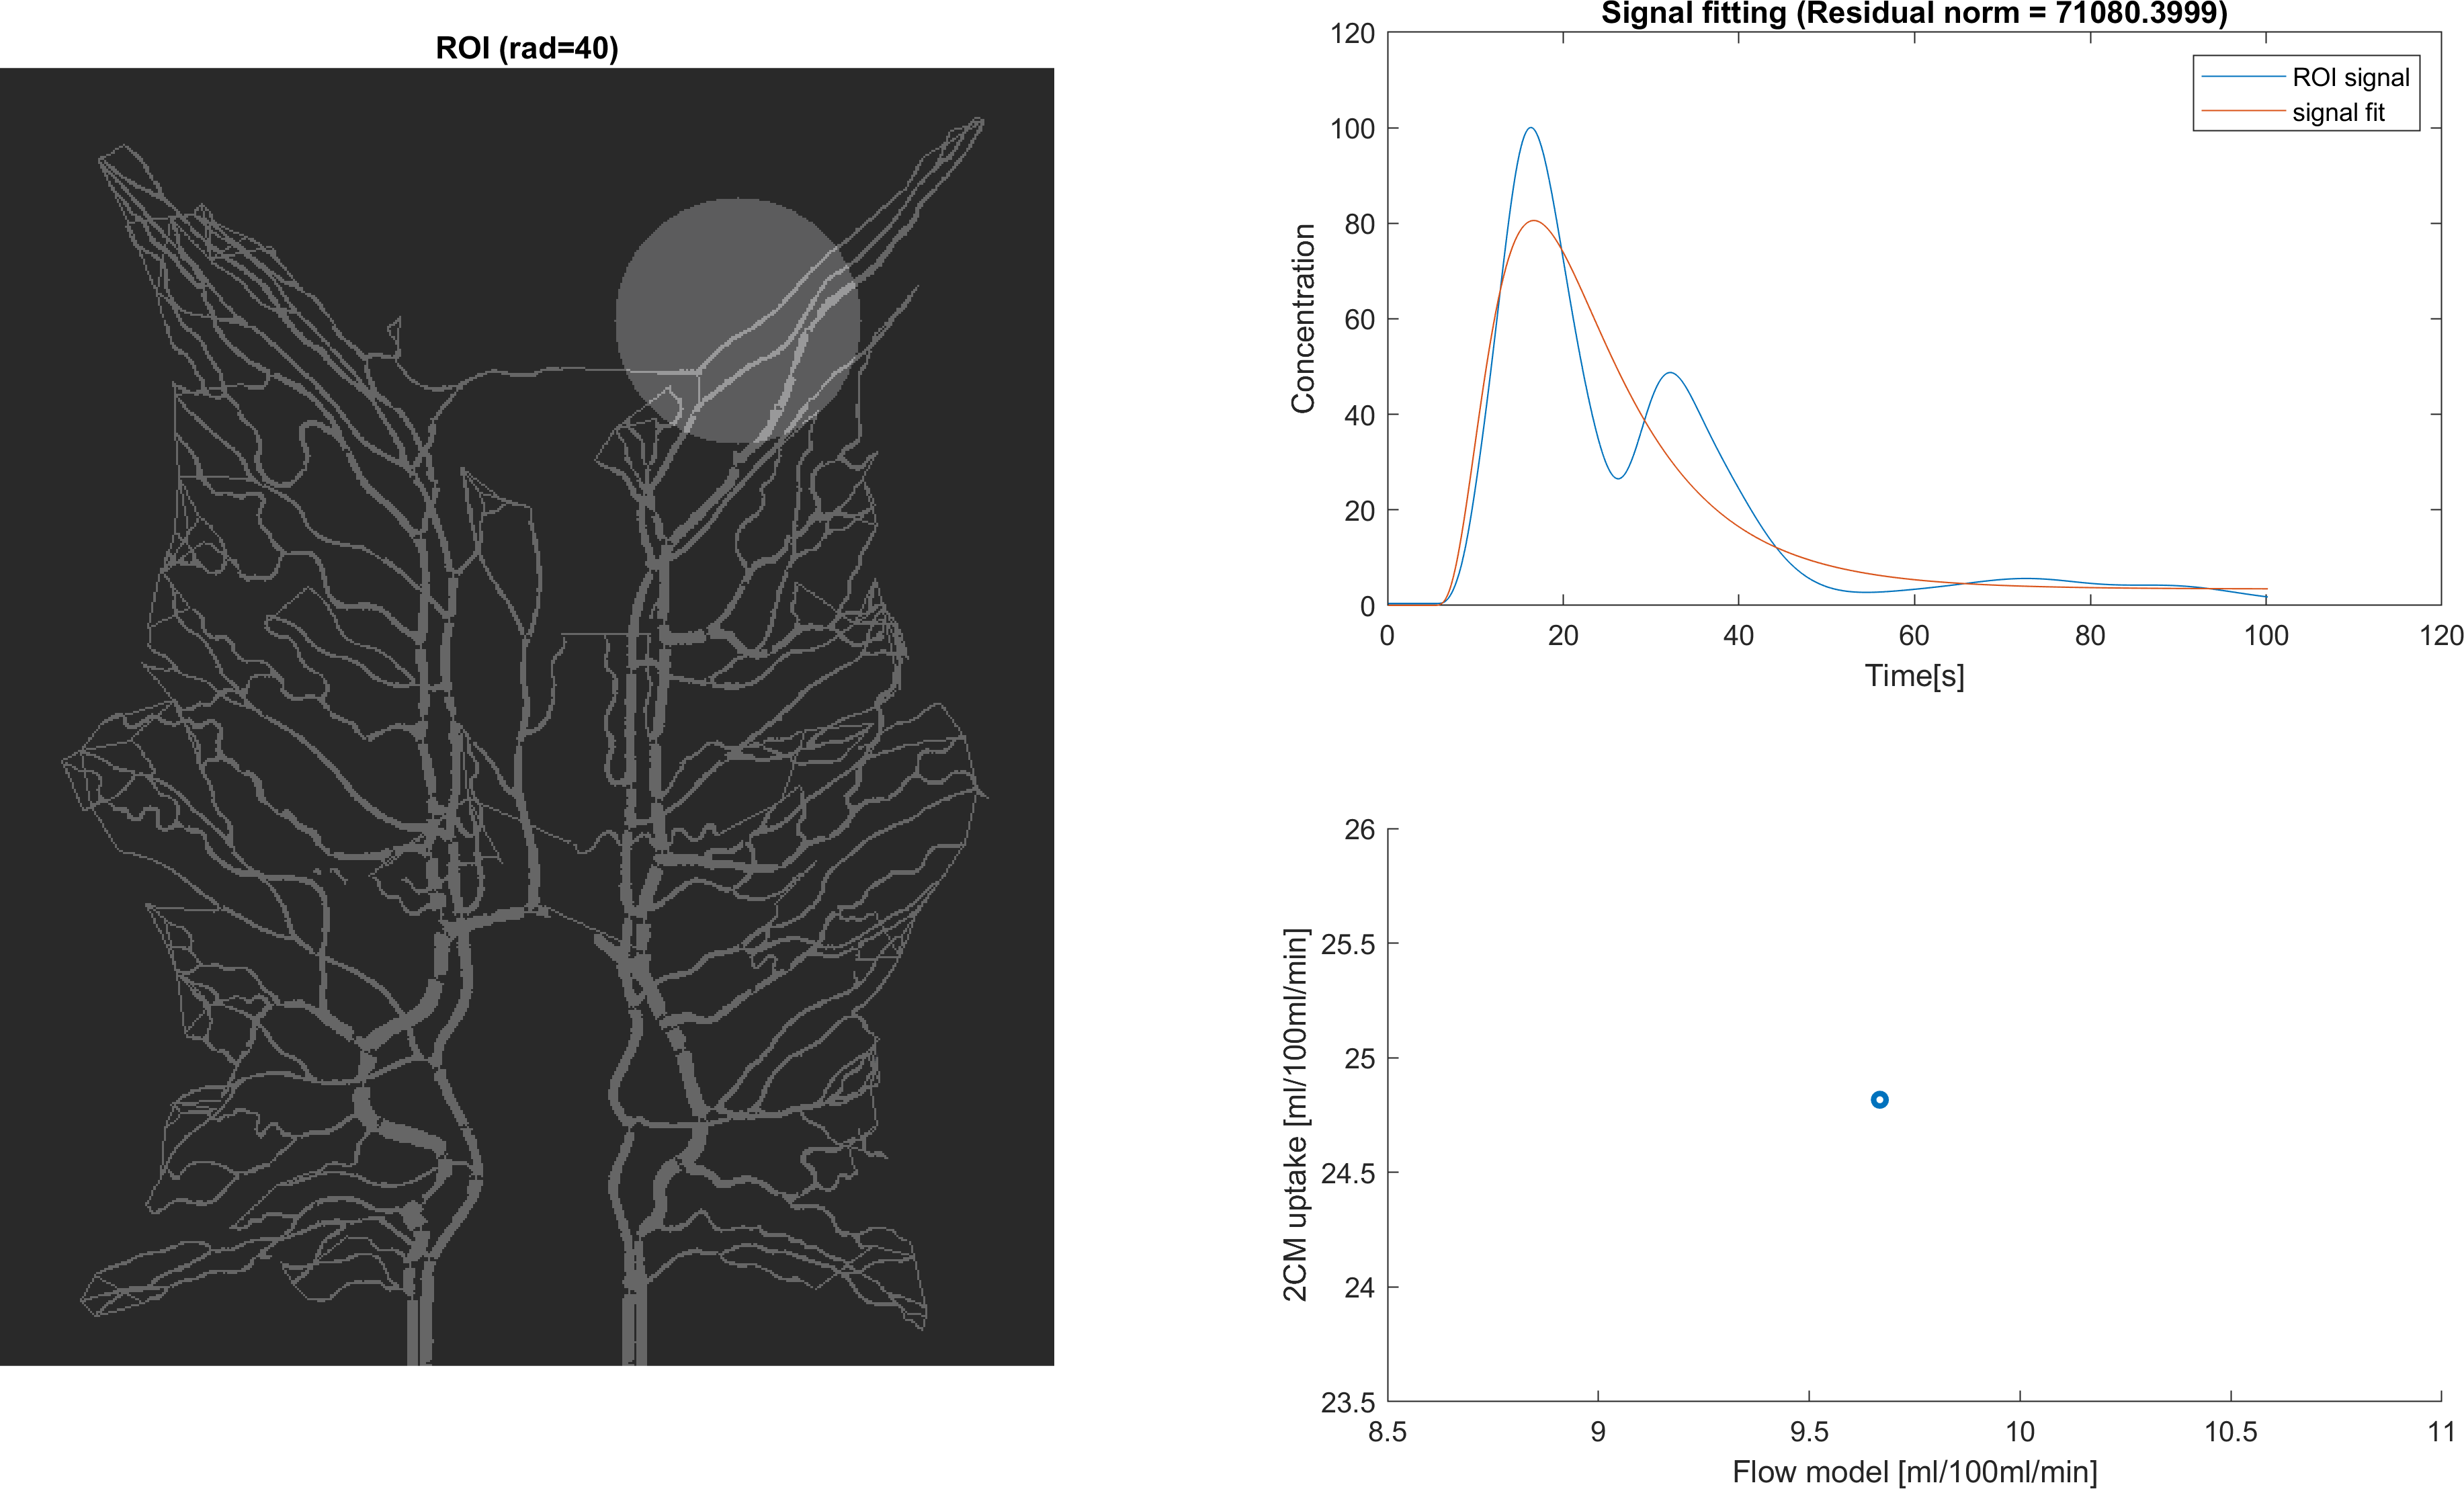 ROI (rad=40)
Signal fitting (Residual norm = 71080.3999)
120
100
80
60
40
20
0
Concentration
ROI signal
signal fit
0 20 40 60 80 100 120
Time[s]
26
25.5
25
24.5
24
23.5
2CM uptake [ml/100ml/min]
8.5 9 9.5 10 10.5 11
Flow model [ml/100ml/min]